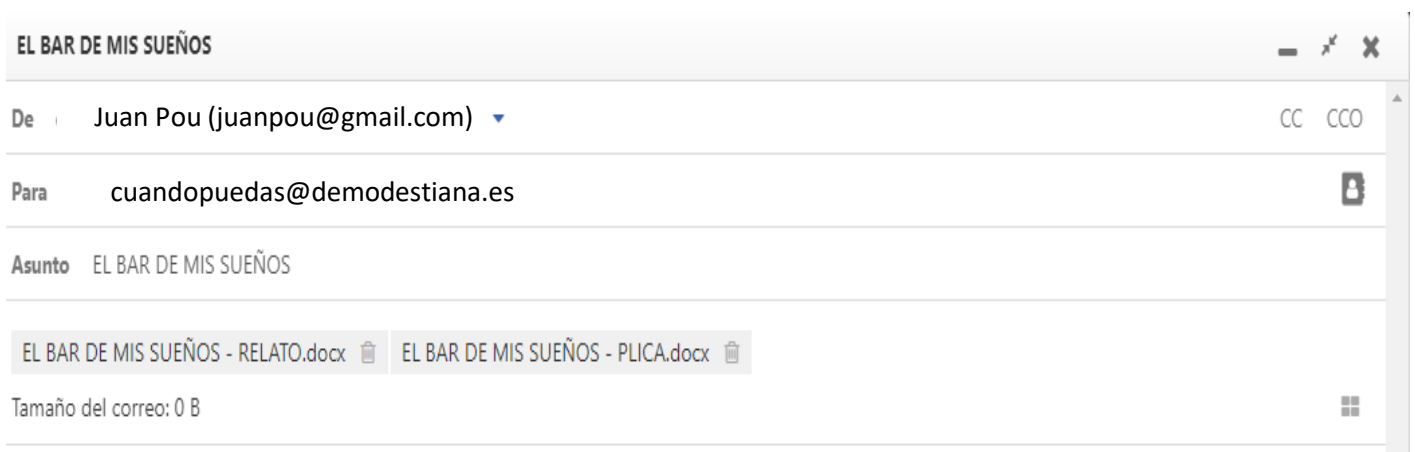 EL BAR DE MIS SUEÑOS
De Juan Pou (juanpou@gmail.com) CC CCO
Para cuandopuedas@demodestiana.es
Asunto EL BAR DE MIS SUEÑOS
EL BAR DE MIS SUEÑOS - RELATO.docx EL BAR DE MIS SUEÑOS - PLICA.docx
Tamaño del correo: 0 B